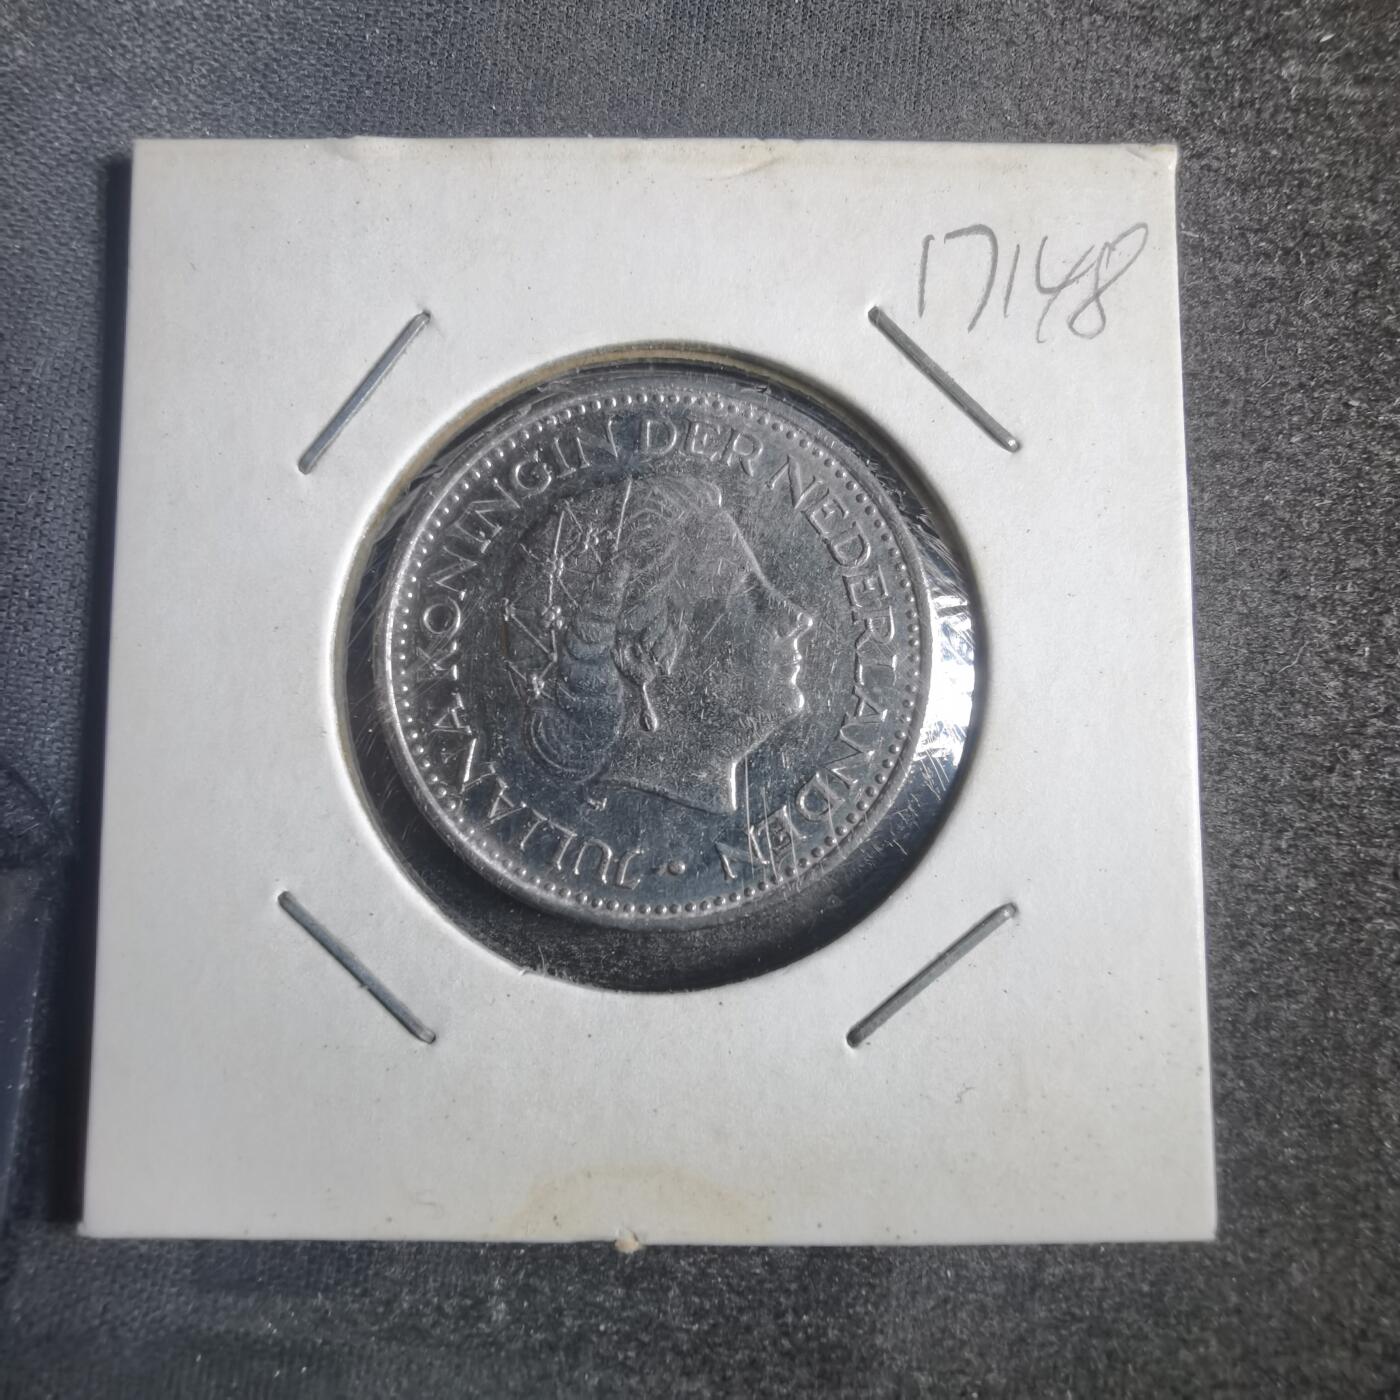 17148
JULIANA KONINGIN DER NEDERLANDEN ·